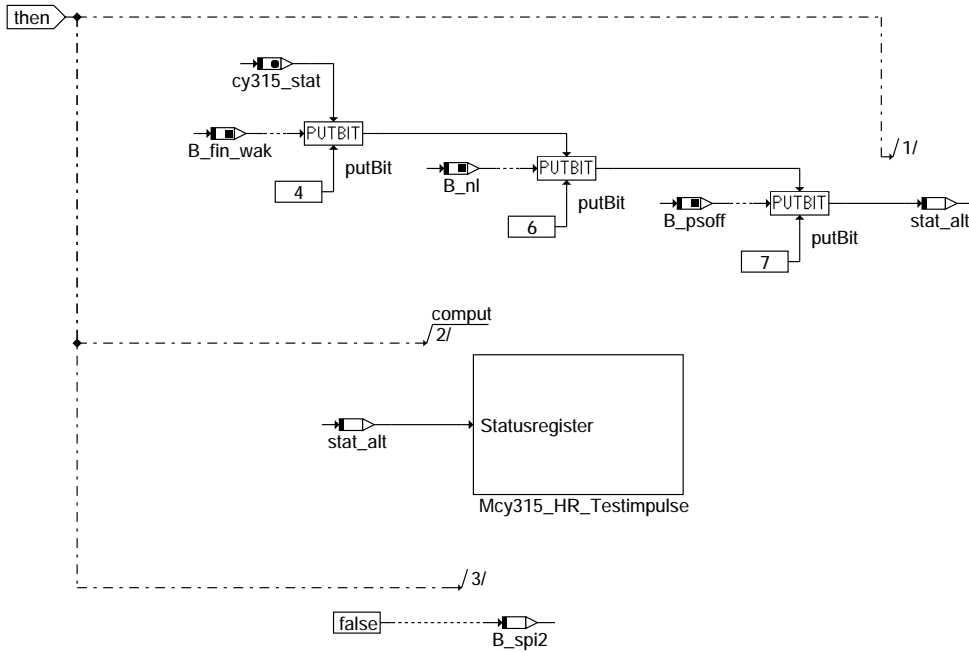 then
cy315_stat
B_fin_wak
PUTBIT
putBit
4
B_nl
PUTBIT
putBit
6
B_psoff
PUTBIT
putBit
7
stat_alt
/1/
comput
/2/
stat_alt
Statusregister
Mcy315_HR_Testimpulse
/3/
false
B_spi2